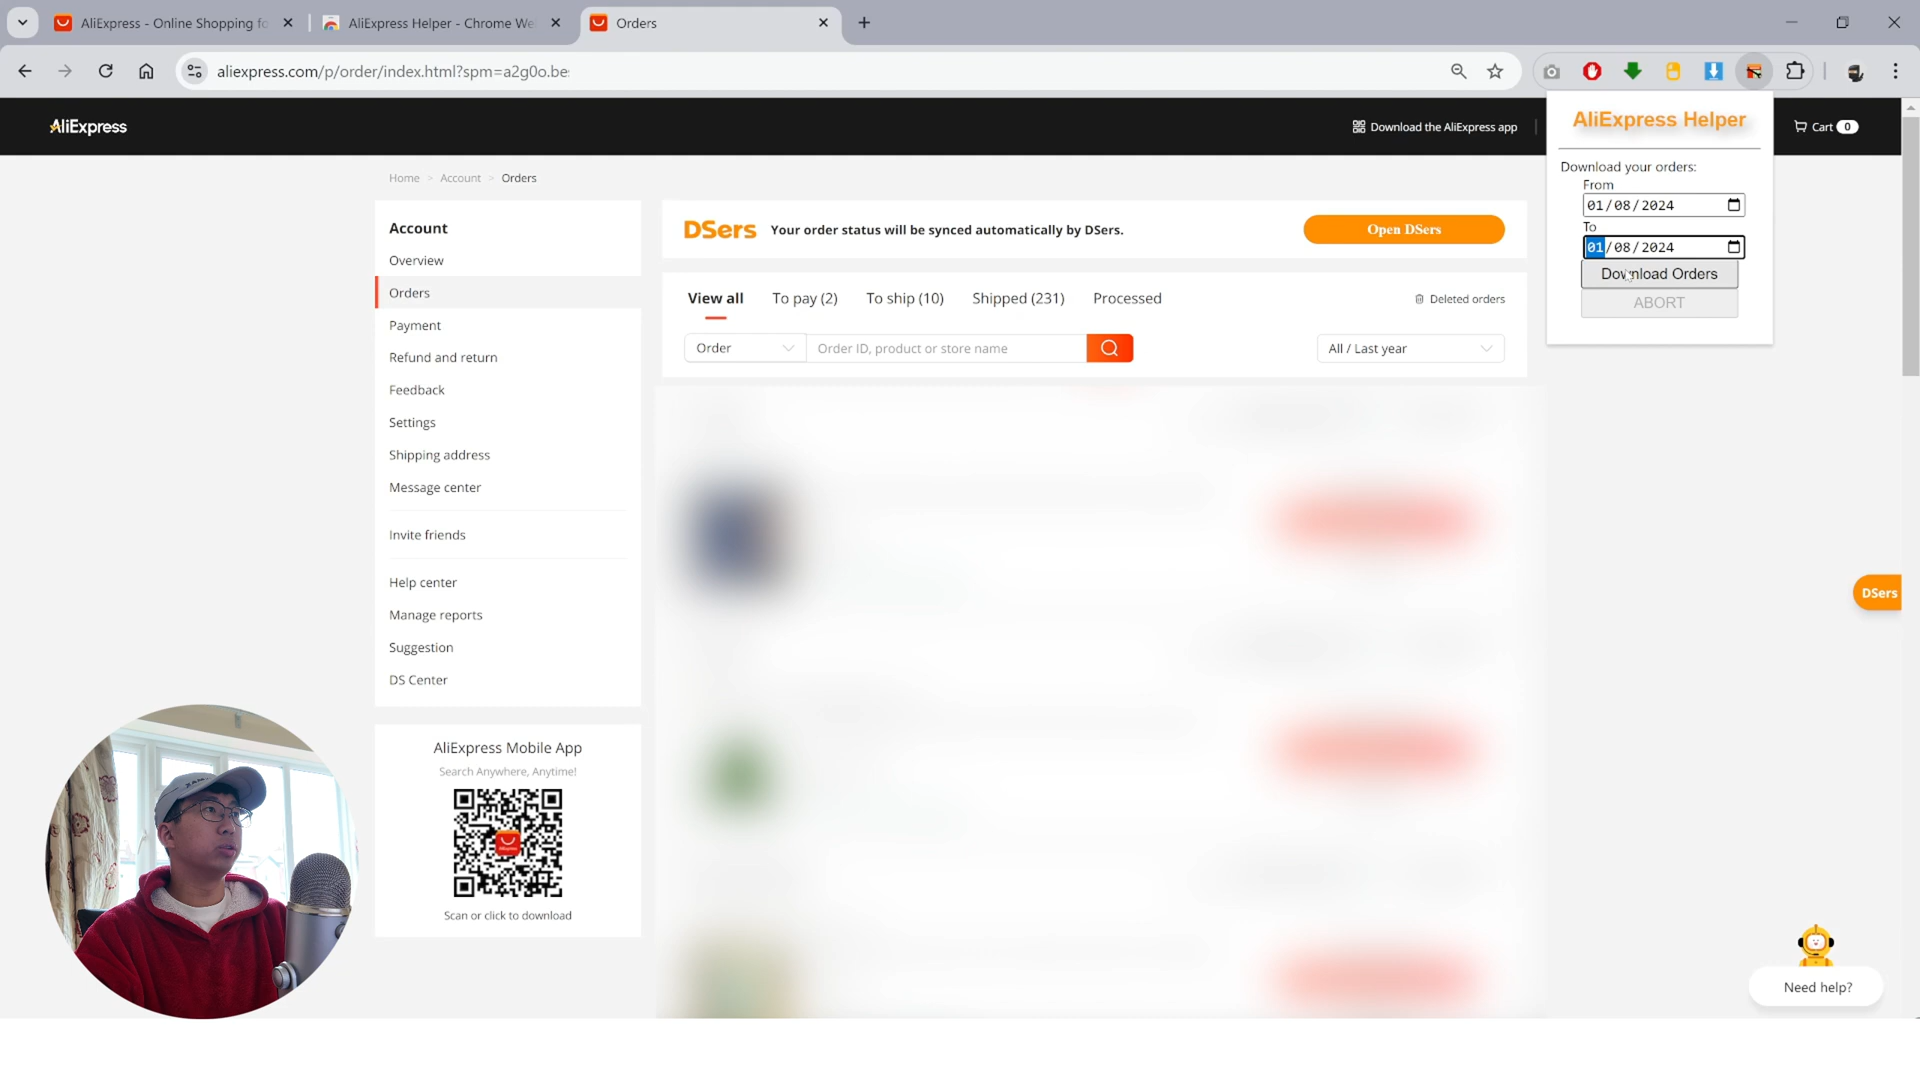 AliExpress - Online Shopping fo
AliExpress Helper - Chrome We
Orders
aliexpress.com/p/order/index.html?spm=a2g0o.be
AliExpress
Download the AliExpress app
Cart 0
AliExpress Helper
Download your orders:
From
01/08/2024
To
01/08/2024
Download Orders
ABORT
Home > Account > Orders
Account
Overview
Orders
Payment
Refund and return
Feedback
Settings
Shipping address
Message center
Invite friends
Help center
Manage reports
Suggestion
DS Center
DSers Your order status will be synced automatically by DSers.
Open DSers
View all To pay (2) To ship (10) Shipped (231) Processed
Deleted orders
Order
Order ID, product or store name
All / Last year
AliExpress Mobile App
Search Anywhere, Anytime!
Scan or click to download
DSers
Need help?